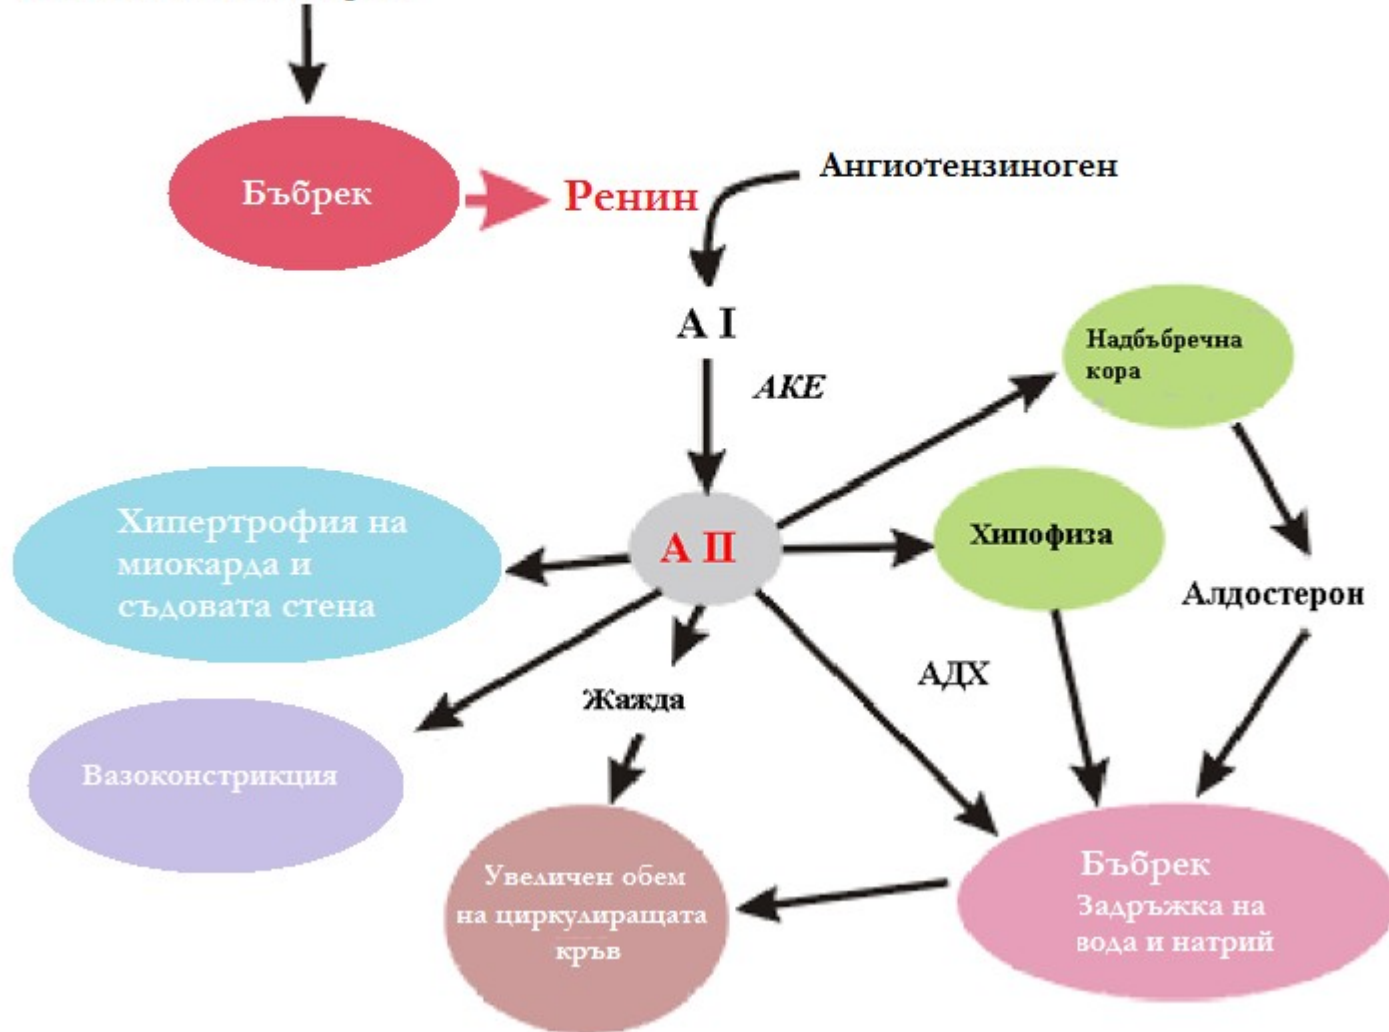 Ангиотензиноген
Бъбрек
Ренин
А I
Надбъбречна
кора
АКЕ
Хипертрофия на
миокарда и
съдовата стена
А II
Хипофиза
Алдостерон
АДХ
Жажда
Вазоконстрикция
Увеличен обем
на циркулиращата
кръв
Бъбрек
Задръжка на
вода и натрий